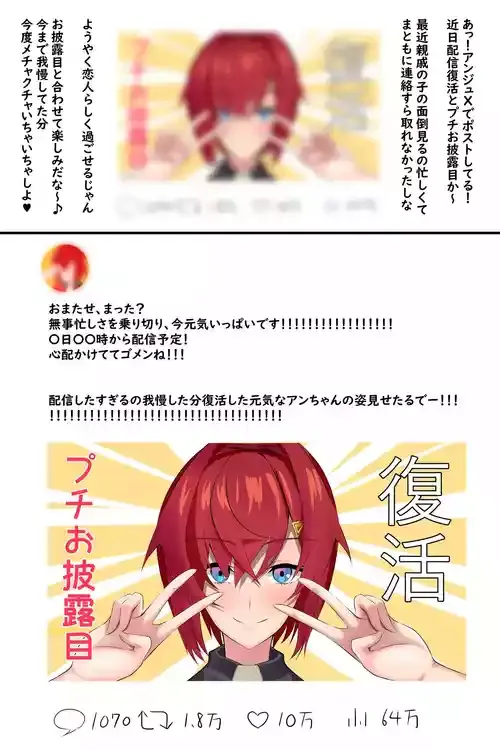 あっ!アンジュXでポストしてる!
近日配信復活とプチお披露目か~
最近親戚の子の面倒見るの忙しくて
まともに連絡すら取れなかったしな
復活
プチお披露目
ようやく恋人らしく過ごせるじゃん
お披露目と合わせて楽しみだな~♪
今まで我慢してた分
今度メチャクチャいちゃいちゃしよ♥
おまたせ、まった?
無事忙しさを乗り切り、今元気いっぱいです!!!!!!!!!!!!!!!!!
〇日〇〇時から配信予定!
心配かけててゴメンね!!!
配信したすぎるの我慢した分復活した元気なアンちゃんの姿見せたるでー!!!
!!!!!!!!!!!!!!!!!!!!!!!!!!!!!!!!!!!
復活
プチお披露目
1070 1.8万 10万 64万